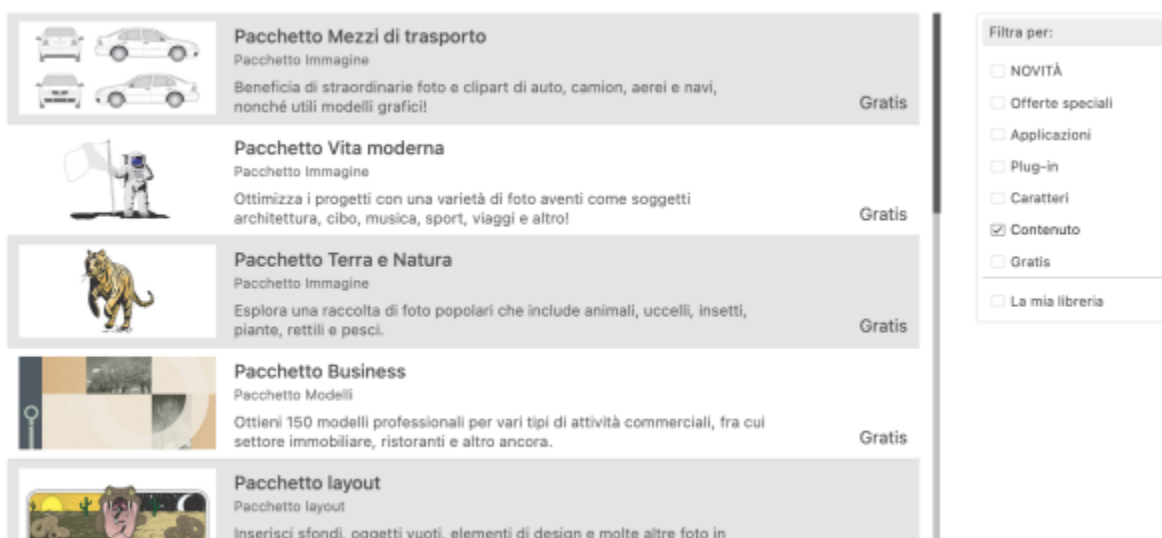 Pacchetto Mezzi di trasporto
Pacchetto Immagine
Beneficia di straordinarie foto e clipart di auto, camion, aerei e navi,
nonché utili modelli grafici!
Gratis
Pacchetto Vita moderna
Pacchetto Immagine
Ottimizza i progetti con una varietà di foto aventi come soggetti
architettura, cibo, musica, sport, viaggi e altro!
Gratis
Pacchetto Terra e Natura
Pacchetto Immagine
Esplora una raccolta di foto popolari che include animali, uccelli, insetti,
piante, rettili e pesci.
Gratis
Pacchetto Business
Pacchetto Modelli
Ottieni 150 modelli professionali per vari tipi di attività commerciali, fra cui
settore immobiliare, ristoranti e altro ancora.
Gratis
Pacchetto layout
Pacchetto layout
Inserisci sfondi, oggetti vuoti, elementi di design e molte altre foto in
Filtra per:
NOVITÀ
Offerte speciali
Applicazioni
Plug-in
Caratteri
Contenuto
Gratis
La mia libreria